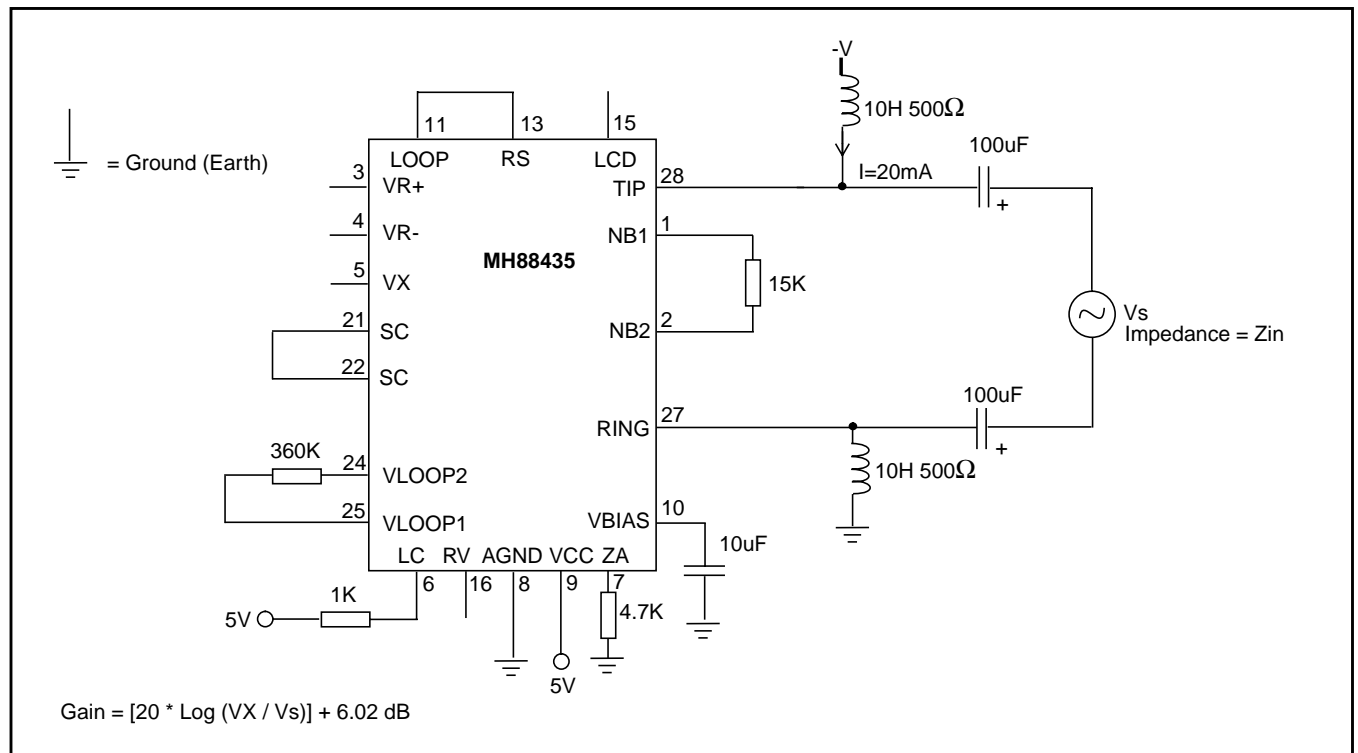 -V
10H 500Ω
100uF
I=20mA
= Ground (Earth)
11
13
15
LOOP
RS
LCD
3
VR+
TIP
28
4
VR-
NB1
1
MH88435
5
VX
15K
21
SC
NB2
2
Vs
Impedance = Zin
22
SC
100uF
RING
27
360K
24
VLOOP2
10H 500Ω
25
VLOOP1
VBIAS
10
10uF
LC
RV
AGND
VCC
ZA
6
16
8
9
7
1K
4.7K
5V
5V
Gain = [20 * Log (VX / Vs)] + 6.02 dB
+
+